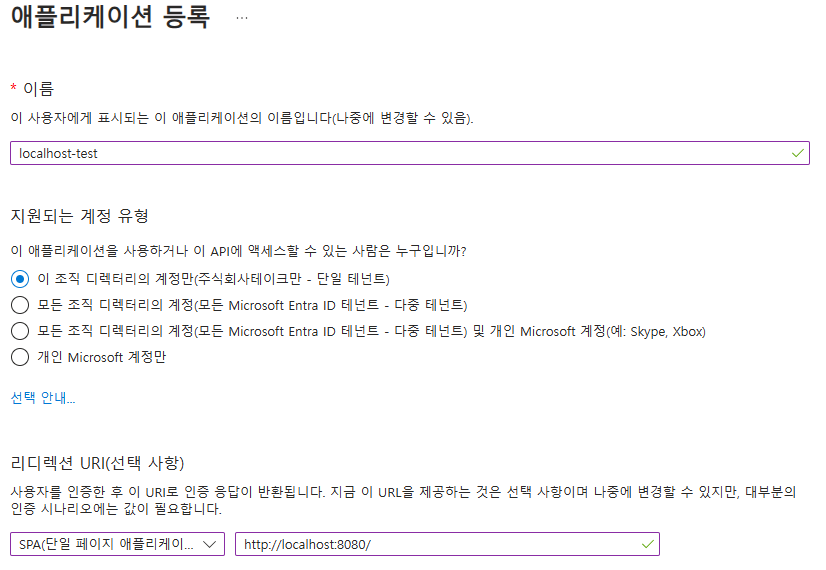 애플리케이션 등록 ...
* 이름
이 사용자에게 표시되는 이 애플리케이션의 이름입니다(나중에 변경할 수 있음).
localhost-test
지원되는 계정 유형
이 애플리케이션을 사용하거나 이 API에 액세스할 수 있는 사람은 누구입니까?
이 조직 디렉터리의 계정만(주식회사테이크만 - 단일 테넌트)
모든 조직 디렉터리의 계정(모든 Microsoft Entra ID 테넌트 - 다중 테넌트)
모든 조직 디렉터리의 계정(모든 Microsoft Entra ID 테넌트 - 다중 테넌트) 및 개인 Microsoft 계정(예: Skype, Xbox)
개인 Microsoft 계정만
선택 안내...
리디렉션 URI(선택 사항)
사용자를 인증한 후 이 URI로 인증 응답이 반환됩니다. 지금 이 URL을 제공하는 것은 선택 사항이며 나중에 변경할 수 있지만, 대부분의
인증 시나리오에는 값이 필요합니다.
SPA(단일 페이지 애플리케이... http://localhost:8080/